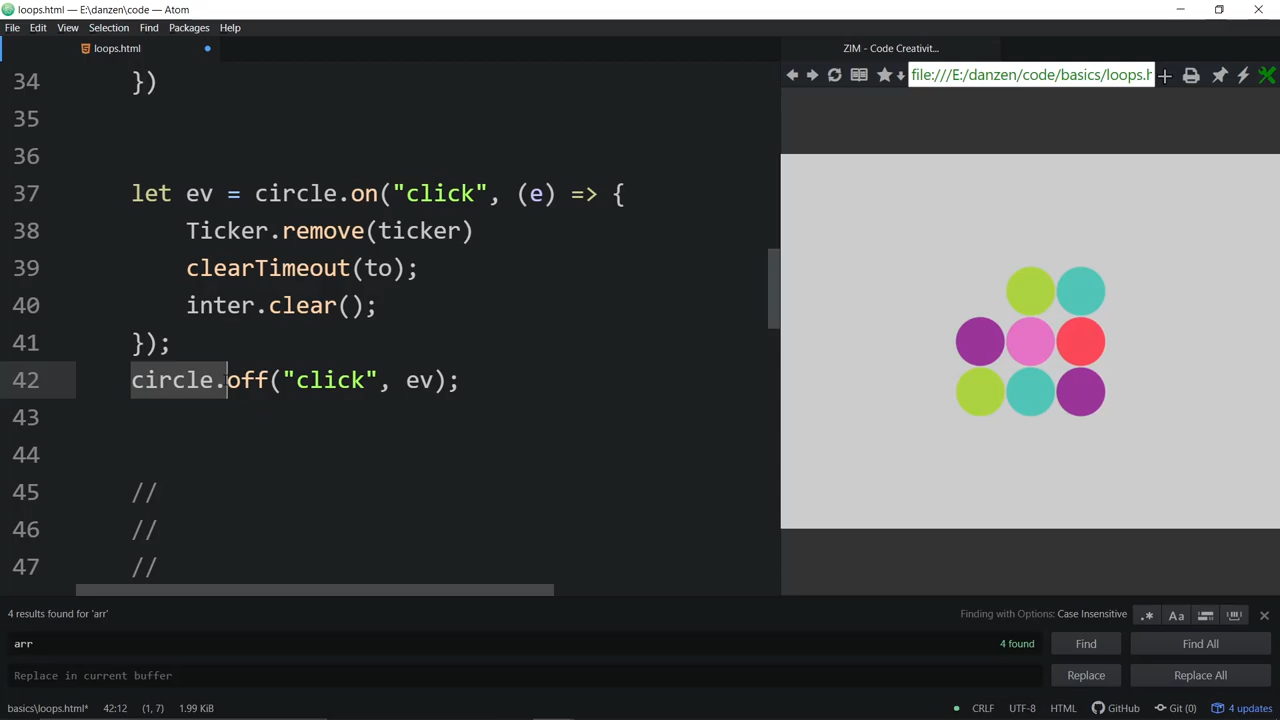 loops.html — E:\danzen\code — Atom
File Edit View Selection Find Packages Help
loops.html
ZIM - Code Creativit...
file:///E:/danzen/code/basics/loops.h
34 })
35
36
37 let ev = circle.on("click", (e) => {
38 Ticker.remove(ticker)
39 clearTimeout(to);
40 inter.clear();
41 });
42 circle.off("click", ev);
43
44
45 //
46 //
47 //
4 results found for 'arr'
Finding with Options: Case Insensitive
.* Aa
arr
4 found
Find
Find All
Replace in current buffer
Replace
Replace All
basics\loops.html* 42:12 (1, 7) 1.99 KiB
CRLF UTF-8 HTML GitHub Git (0) 4 updates